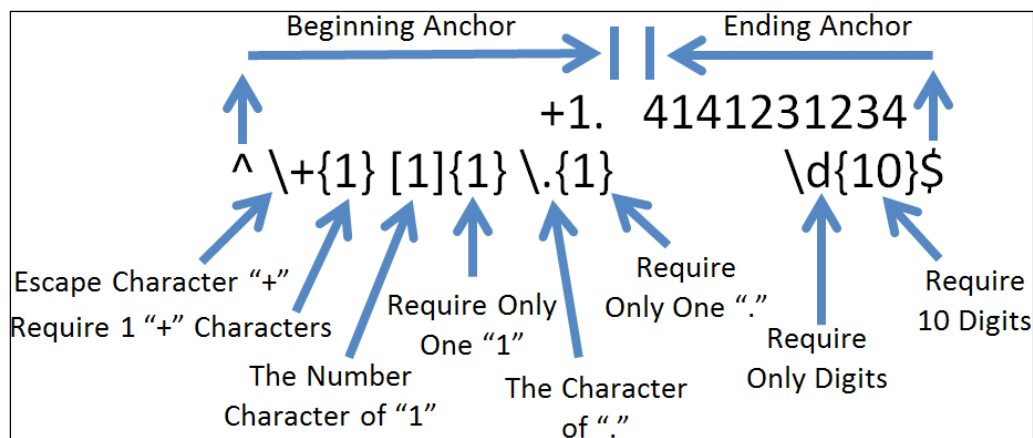 Beginning Anchor Ending Anchor
+1. 4141231234
^ \+{1} [1]{1} \.{1} \d{10}$
Escape Character “+”
Require 1 “+” Characters
The Number
Character of “1”
Require Only
One “1”
The Character
of “.”
Require
Only One “.”
Require
Only Digits
Require
10 Digits